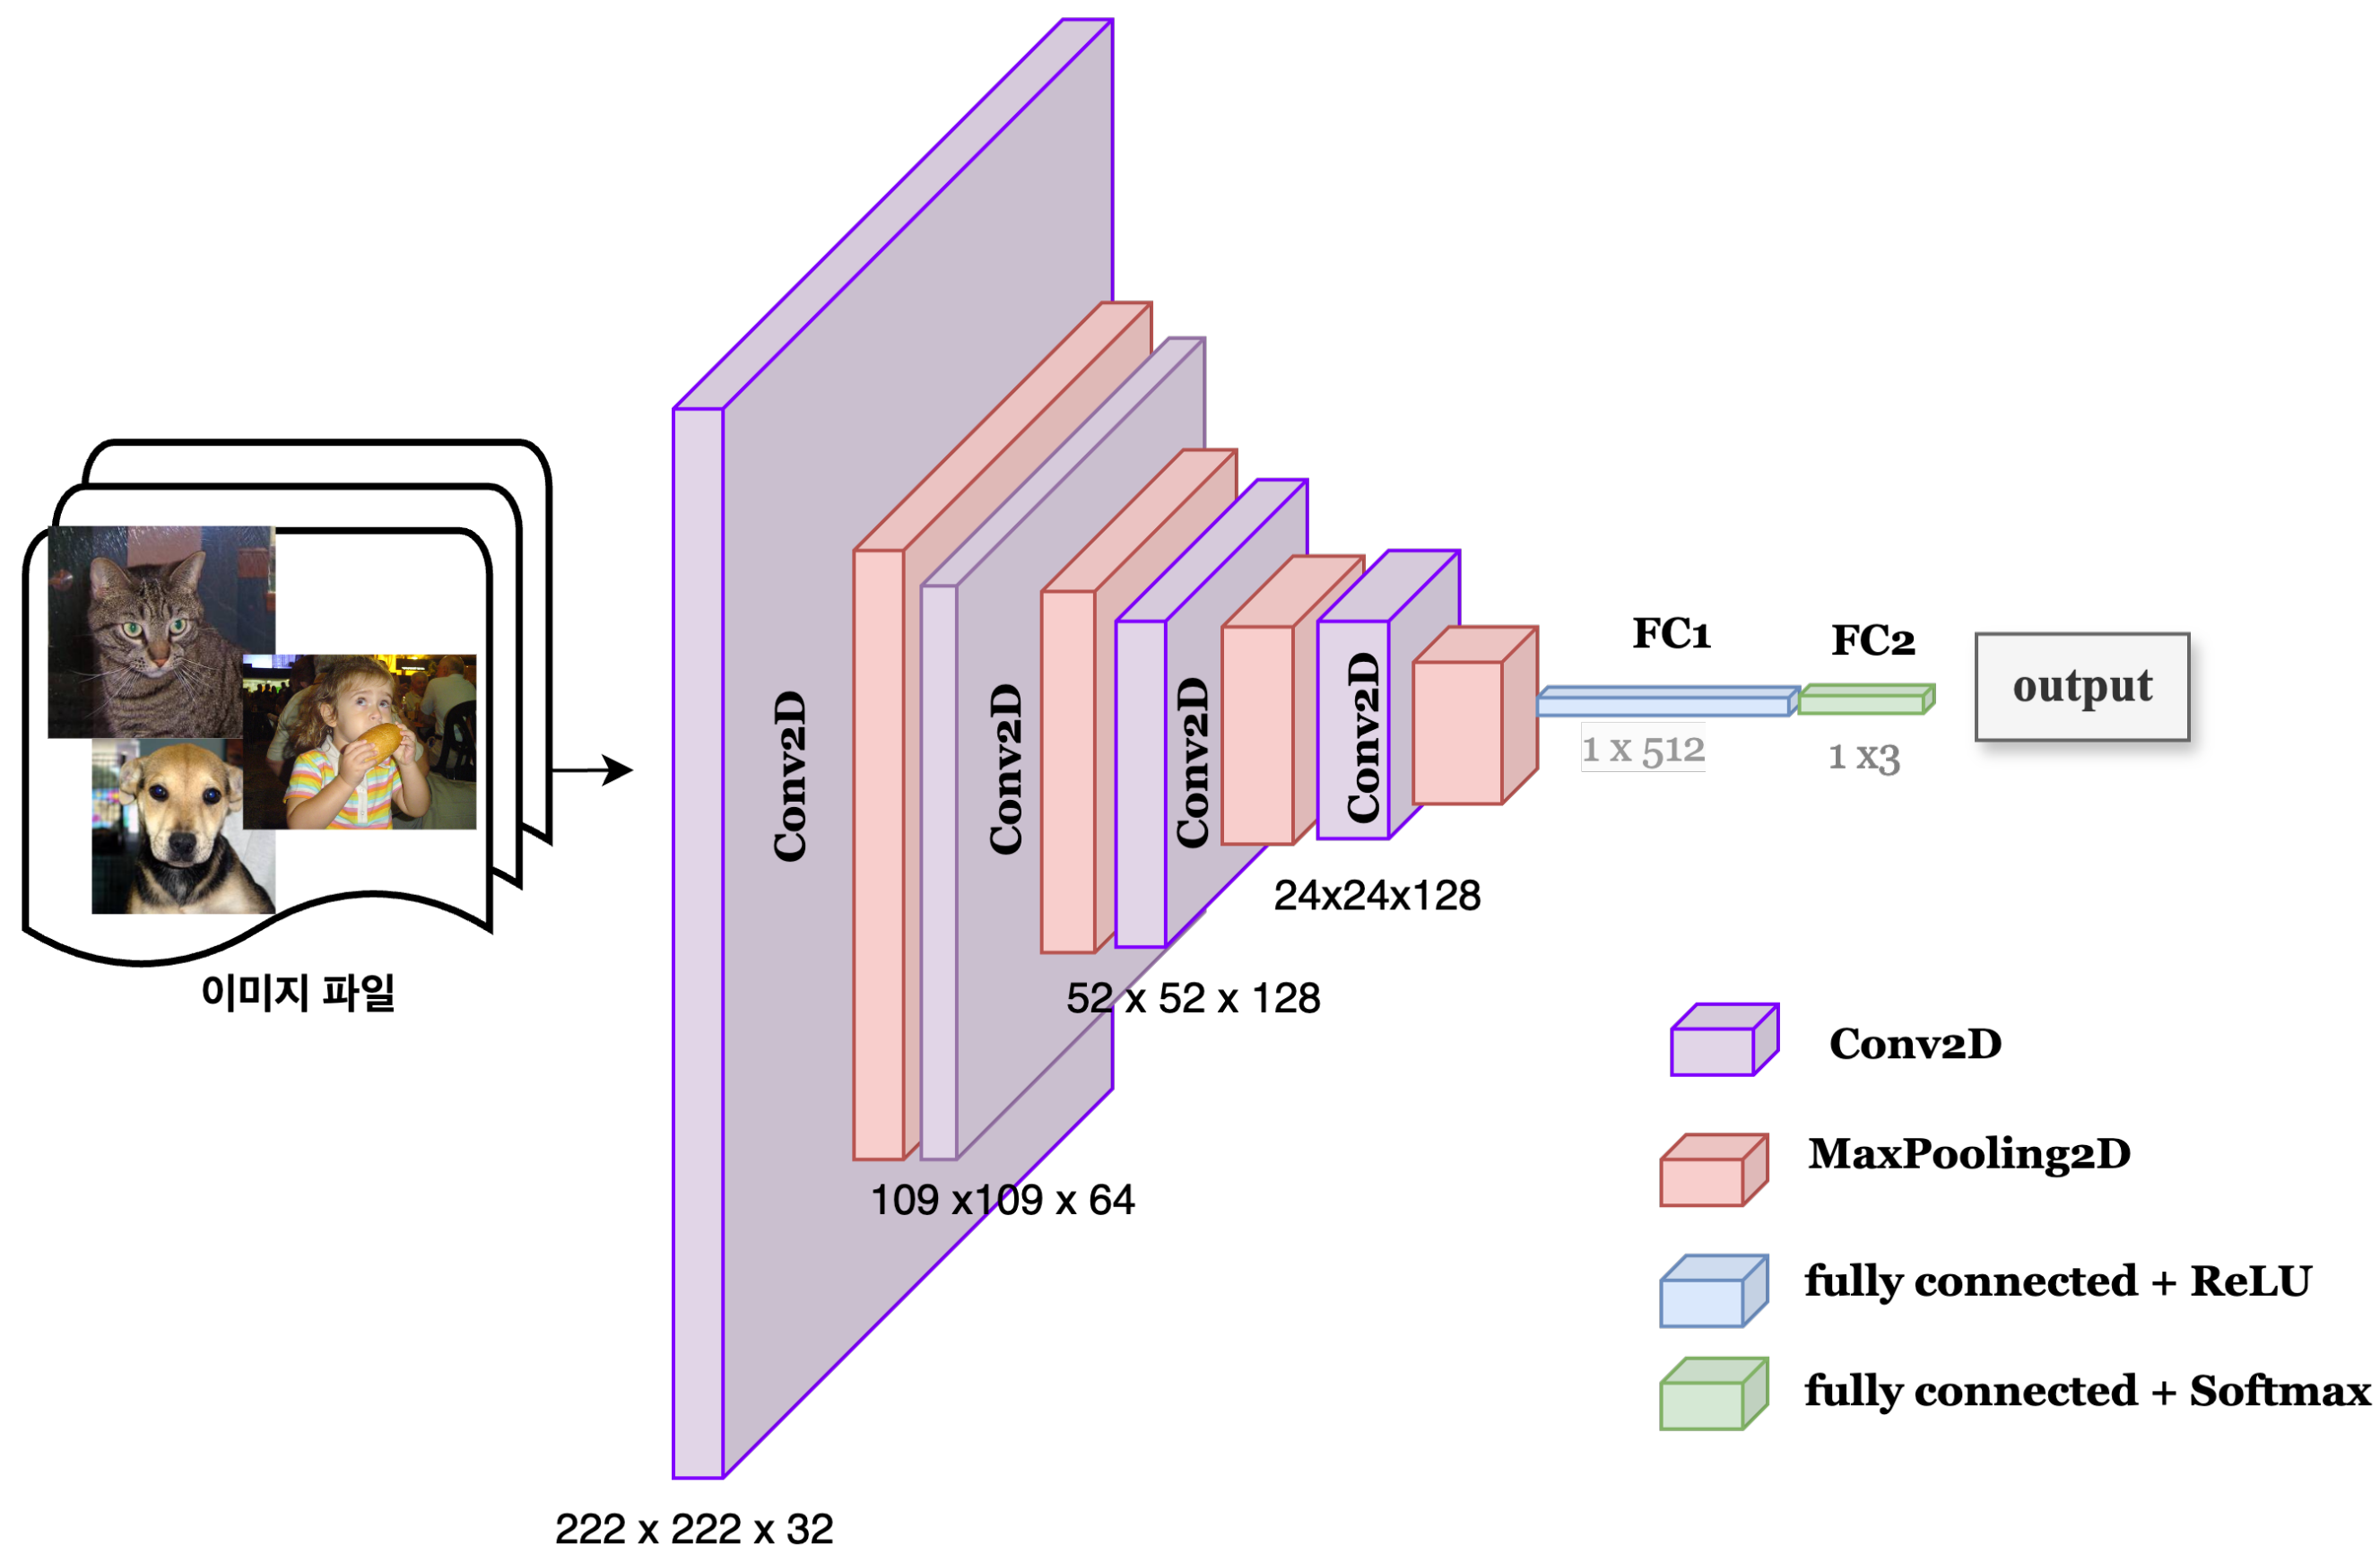 이미지 파일
Conv2D
222 x 222 x 32
Conv2D
109 x109 x 64
Conv2D
52 x 52 x 128
Conv2D
24x24x128
FC1
1 x 512
FC2
1 x3
output
Conv2D
MaxPooling2D
fully connected + ReLU
fully connected + Softmax